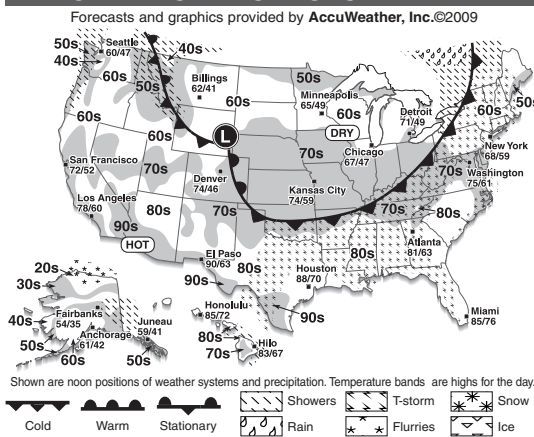 Forecasts and graphics provided by AccuWeather, Inc.©2009
50s
Seattle
60/47
40s
40s
60s
50s
Billings
62/41
60s
50s
Minneapolis
65/49
60s
60s
50s
Detroit
71/49
60s
60s
L
DRY
New York
68/59
San Francisco
72/52
70s
Denver
74/46
70s
Chicago
67/47
Kansas City
74/59
70s
Washington
75/61
Los Angeles
78/60
80s
70s
70s
80s
90s
HOT
Atlanta
81/63
El Paso
90/63
80s
80s
Houston
88/70
20s
30s
90s
Fairbanks
54/35
40s
Juneau
59/41
Anchorage
61/42
50s
60s
50s
Honolulu
85/72
90s
80s
70s
Hilo
83/67
Miami
85/76
Shown are noon positions of weather systems and precipitation. Temperature bands are highs for the day.
Cold
Warm
Stationary
Showers
T-storm
Snow
Rain
Flurries
Ice